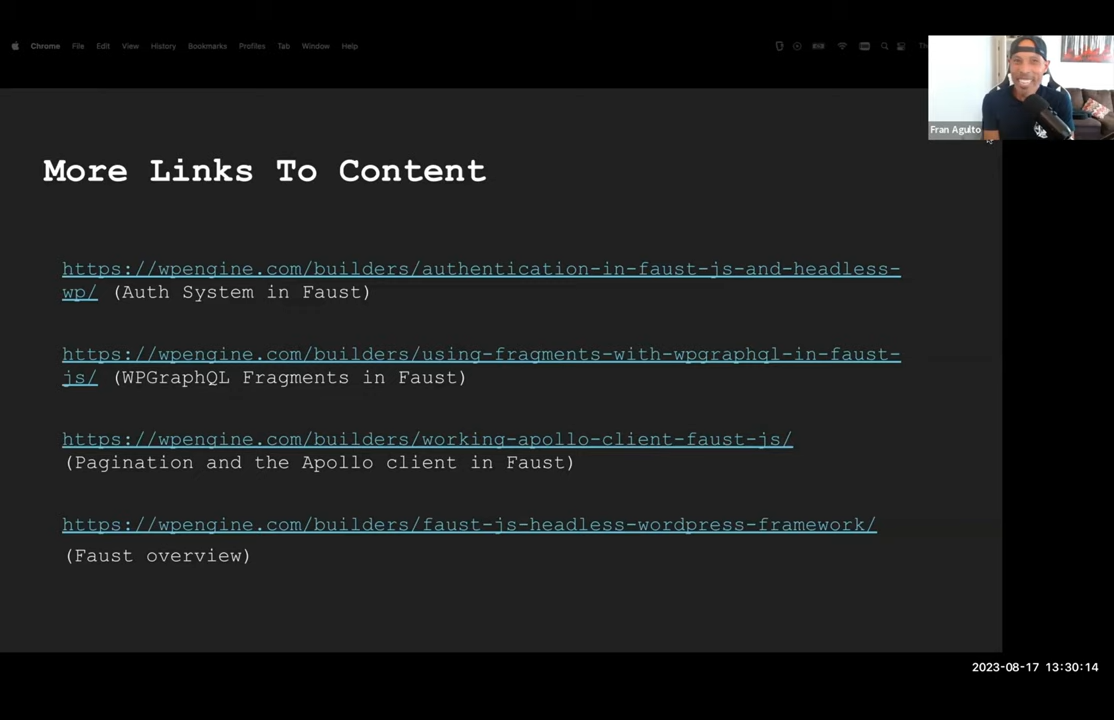 Chrome File Edit View History Bookmarks Profiles Tab Window Help
Fran Agulto
More Links To Content
https://wpengine.com/builders/authentication-in-faust-js-and-headless-
wp/ (Auth System in Faust)
https://wpengine.com/builders/using-fragments-with-wpgraphql-in-faust-
js/ (WPGraphQL Fragments in Faust)
https://wpengine.com/builders/working-apollo-client-faust-js/
(Pagination and the Apollo client in Faust)
https://wpengine.com/builders/faust-js-headless-wordpress-framework/
(Faust overview)
2023-08-17 13:30:14